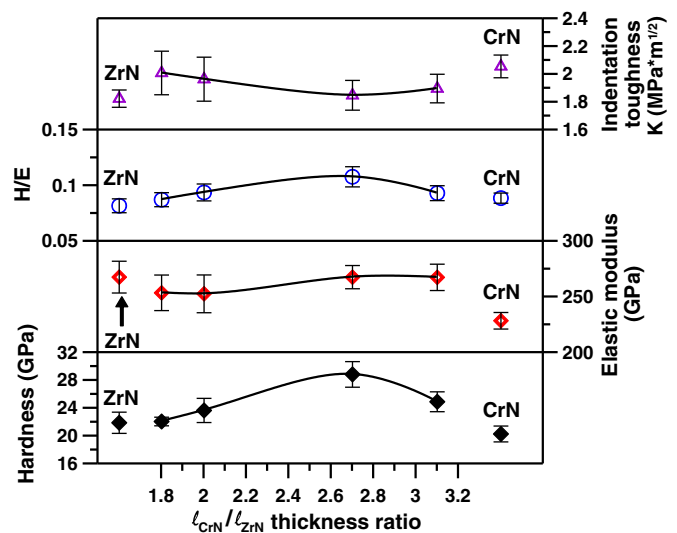 2.4
CrN
2.2
ZrN
2
1.8
Indentation
toughness
K (MPa*m1/2)
0.15
1.6
H/E
ZrN
CrN
0.1
0.05
300
250
Elastic modulus
(GPa)
CrN
ZrN
32
200
Hardness (GPa)
ZrN
CrN
28
24
20
16
1.8 2 2.2 2.4 2.6 2.8 3 3.2
ℓCrN/ℓZrN thickness ratio